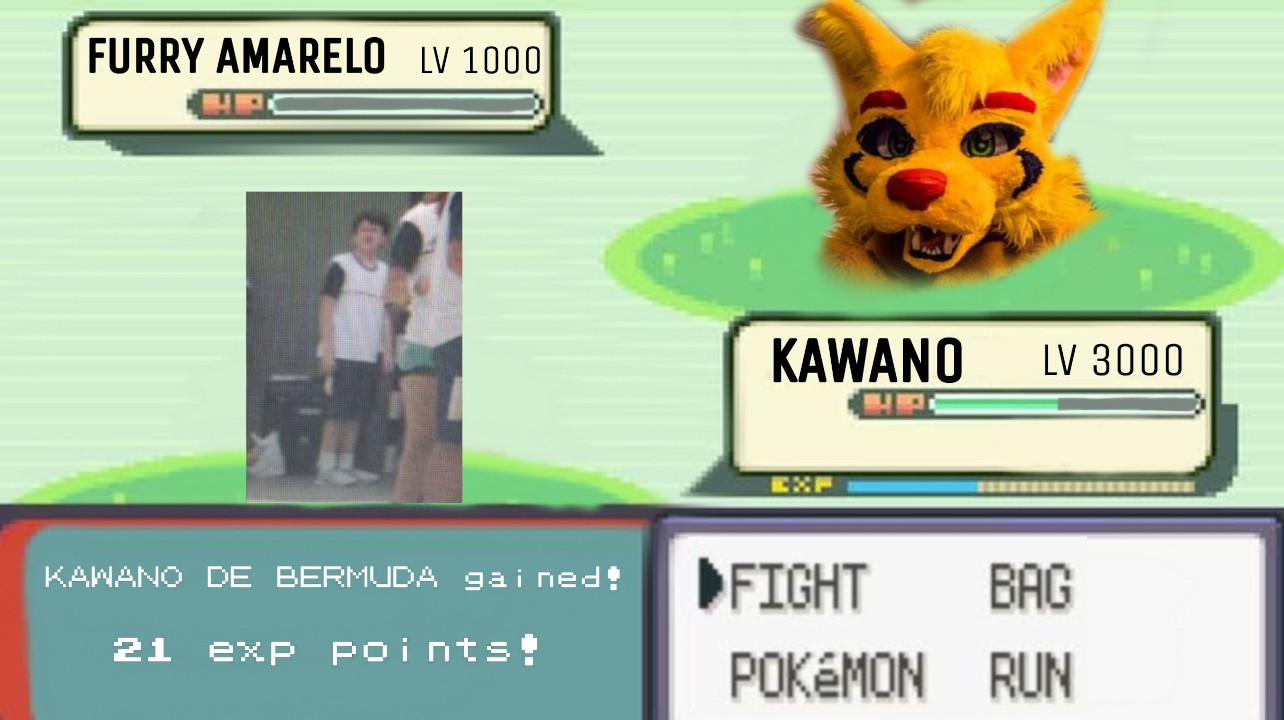 FURRY AMARELO LV 1000
HP
KAWANO LV 3000
HP
EXP
KAWANO DE BERMUDA gained!
21 exp points!
FIGHT BAG
POKéMON RUN